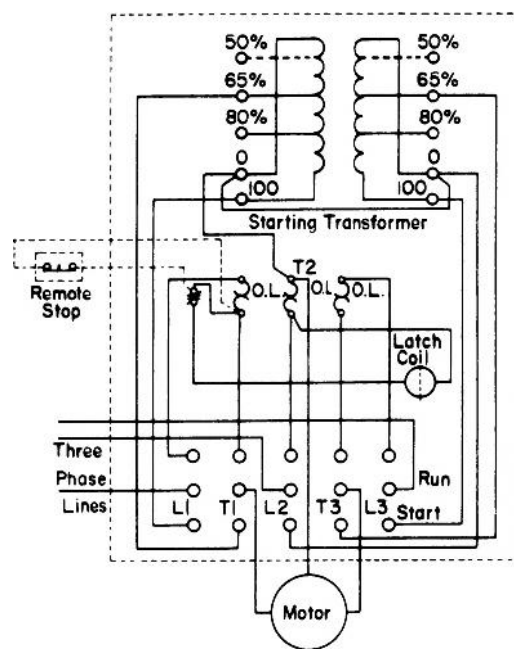 50% 50%
65% 65%
80% 80%
0 0
100 100
Starting Transformer
T2
O.L. O.L. O.L.
Remote
Stop
Latch
Coil
Three
Phase
Lines
Run
L1 T1 L2 T3 L3
Start
Motor